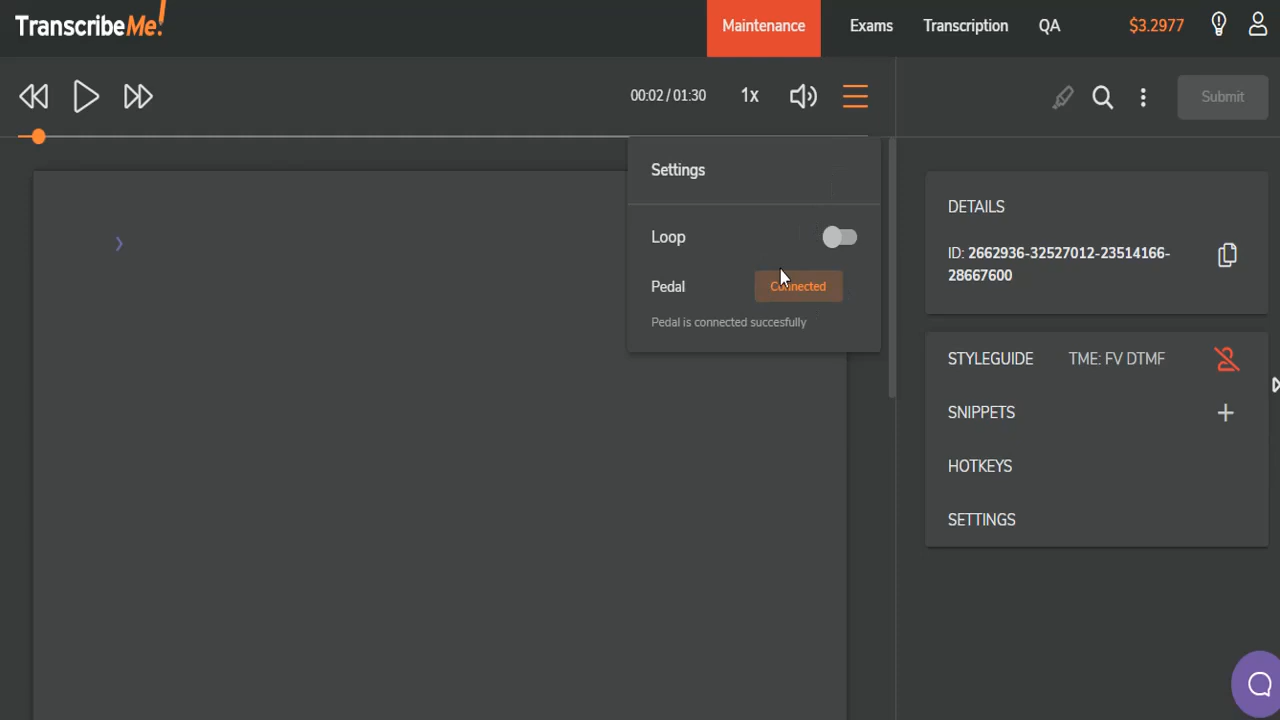 TranscribeMe!
Maintenance
Exams
Transcription
QA
$3.2977
00:02 / 01:30
1x
Submit
Settings
Loop
Pedal
Connected
Pedal is connected succesfully
DETAILS
ID: 2662936-32527012-23514166-
28667600
STYLEGUIDE
TME: FV DTMF
SNIPPETS
HOTKEYS
SETTINGS